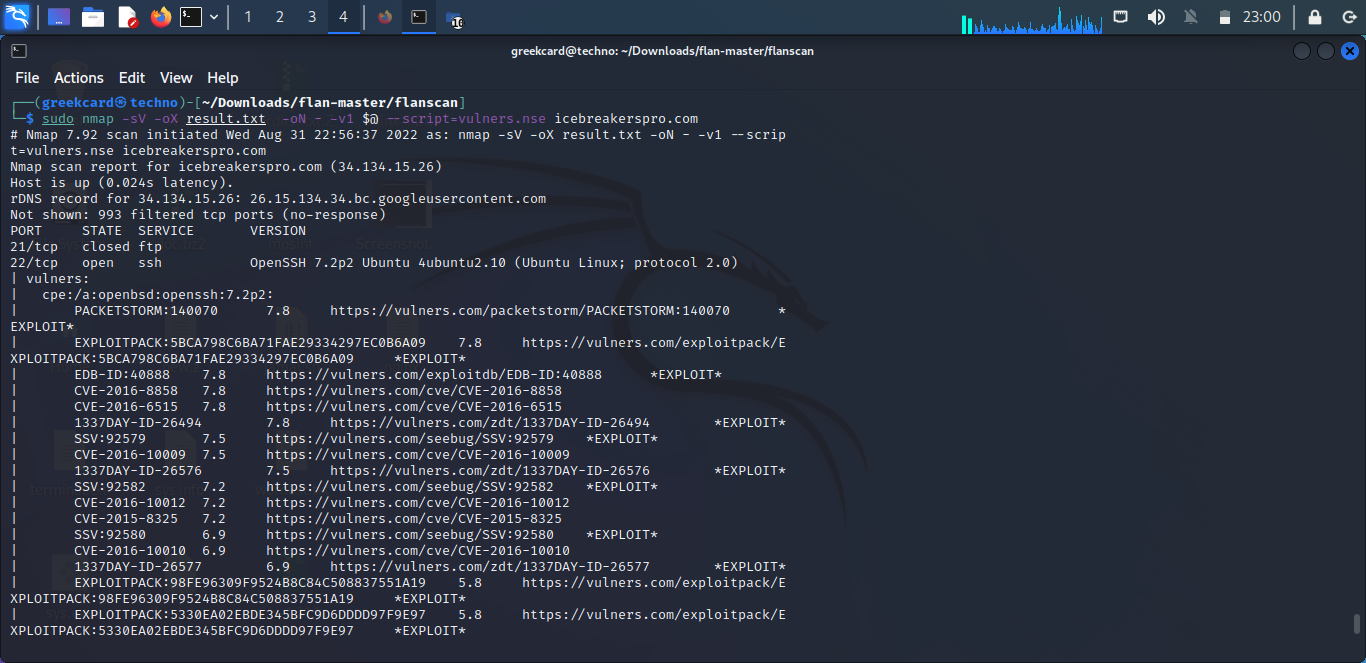 1 2 3 4 10 23:00
greekcard@techno: ~/Downloads/flan-master/flanscan
File Actions Edit View Help
┌──(greekcard㉿techno)-[~/Downloads/flan-master/flanscan]
└─$ sudo nmap -sV -oX result.txt -oN - -v1 $@ --script=vulners.nse icebreakerspro.com
# Nmap 7.92 scan initiated Wed Aug 31 22:56:37 2022 as: nmap -sV -oX result.txt -oN - -v1 --scrip
t=vulners.nse icebreakerspro.com
Nmap scan report for icebreakerspro.com (34.134.15.26)
Host is up (0.024s latency).
rDNS record for 34.134.15.26: 26.15.134.34.bc.googleusercontent.com
Not shown: 993 filtered tcp ports (no-response)
PORT STATE SERVICE VERSION
21/tcp closed ftp
22/tcp open ssh OpenSSH 7.2p2 Ubuntu 4ubuntu2.10 (Ubuntu Linux; protocol 2.0)
| vulners:
| cpe:/a:openbsd:openssh:7.2p2:
| PACKETSTORM:140070 7.8 https://vulners.com/packetstorm/PACKETSTORM:140070 *
EXPLOIT*
| EXPLOITPACK:5BCA798C6BA71FAE29334297EC0B6A09 7.8 https://vulners.com/exploitpack/E
XPLOITPACK:5BCA798C6BA71FAE29334297EC0B6A09 *EXPLOIT*
| EDB-ID:40888 7.8 https://vulners.com/exploitdb/EDB-ID:40888 *EXPLOIT*
| CVE-2016-8858 7.8 https://vulners.com/cve/CVE-2016-8858
| CVE-2016-6515 7.8 https://vulners.com/cve/CVE-2016-6515
| 1337DAY-ID-26494 7.8 https://vulners.com/zdt/1337DAY-ID-26494 *EXPLOIT*
| SSV:92579 7.5 https://vulners.com/seebug/SSV:92579 *EXPLOIT*
| CVE-2016-10009 7.5 https://vulners.com/cve/CVE-2016-10009
| 1337DAY-ID-26576 7.5 https://vulners.com/zdt/1337DAY-ID-26576 *EXPLOIT*
| SSV:92582 7.2 https://vulners.com/seebug/SSV:92582 *EXPLOIT*
| CVE-2016-10012 7.2 https://vulners.com/cve/CVE-2016-10012
| CVE-2015-8325 7.2 https://vulners.com/cve/CVE-2015-8325
| SSV:92580 6.9 https://vulners.com/seebug/SSV:92580 *EXPLOIT*
| CVE-2016-10010 6.9 https://vulners.com/cve/CVE-2016-10010
| 1337DAY-ID-26577 6.9 https://vulners.com/zdt/1337DAY-ID-26577 *EXPLOIT*
| EXPLOITPACK:98FE96309F9524B8C84C508837551A19 5.8 https://vulners.com/exploitpack/E
XPLOITPACK:98FE96309F9524B8C84C508837551A19 *EXPLOIT*
| EXPLOITPACK:5330EA02EBDE345BFC9D6DDDD97F9E97 5.8 https://vulners.com/exploitpack/E
XPLOITPACK:5330EA02EBDE345BFC9D6DDDD97F9E97 *EXPLOIT*